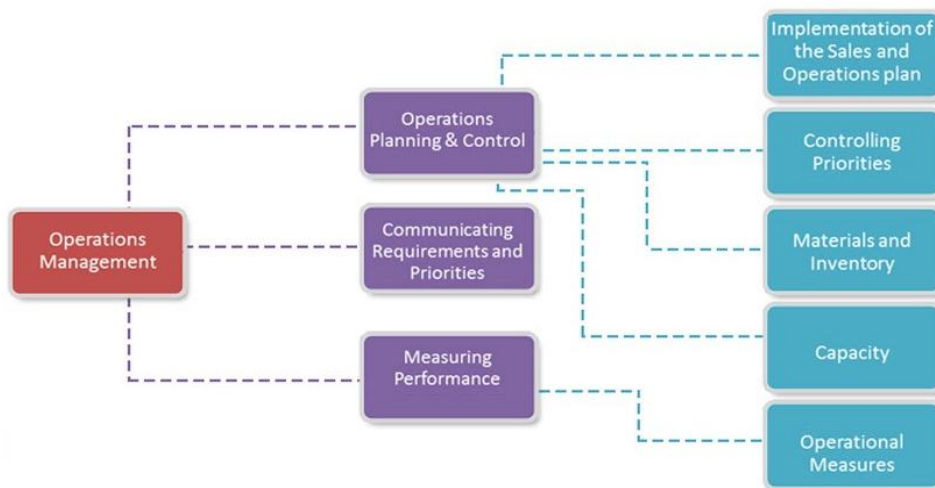 Operations
Management
Operations
Planning & Control
Communicating
Requirements and
Priorities
Measuring
Performance
Implementation of
the Sales and
Operations plan
Controlling
Priorities
Materials and
Inventory
Capacity
Operational
Measures